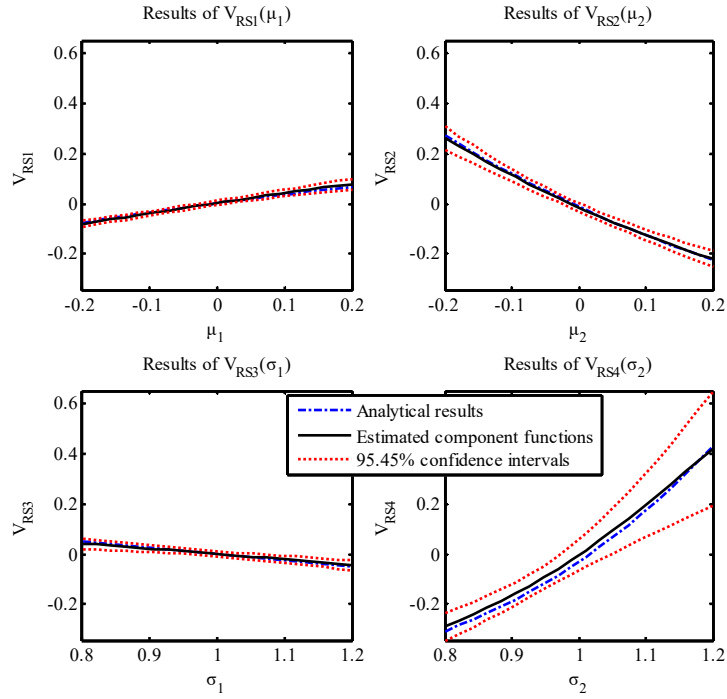 Results of V_RS1(μ_1)
Results of V_RS2(μ_2)
0.6
0.4
0.2
0
-0.2
V_RS1
-0.2 -0.1 0 0.1 0.2
μ_1
0.6
0.4
0.2
0
-0.2
V_RS2
-0.2 -0.1 0 0.1 0.2
μ_2
Results of V_RS3(σ_1)
Results of V_RS4(σ_2)
0.6
0.4
0.2
0
-0.2
V_RS3
0.8 0.9 1 1.1 1.2
σ_1
0.6
0.4
0.2
0
-0.2
V_RS4
0.8 0.9 1 1.1 1.2
σ_2
Analytical results
Estimated component functions
95.45% confidence intervals